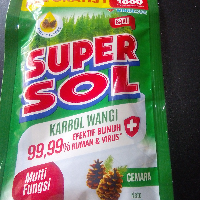 SUPER
SOL
KARBOL WANGI
EFEKTIF BUNUH
99,99% KUMAN & VIRUS*
Multi
Fungsi
CEMARA